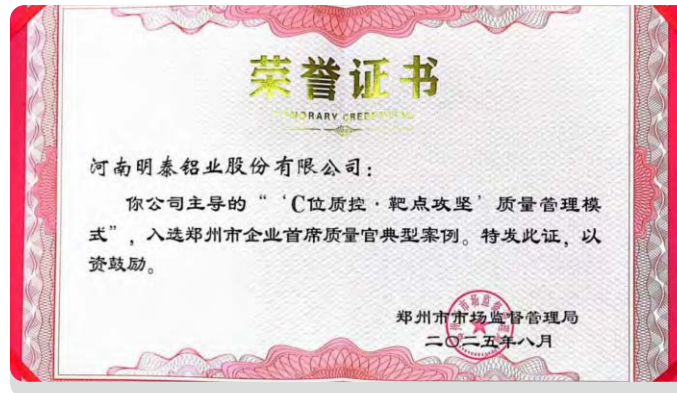 荣誉证书
HONORARY CREDENTIAL
河南明泰铝业股份有限公司：
你公司主导的“‘C位质控·靶点攻坚’质量管理模
式”，入选郑州市企业首席质量官典型案例。特发此证，以
资鼓励。
郑州市市场监督管理局
二〇二五年八月